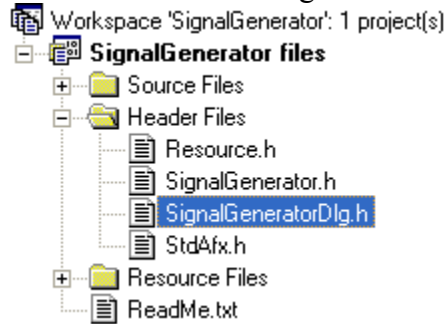 Workspace 'SignalGenerator': 1 project(s)
SignalGenerator files
Source Files
Header Files
Resource.h
SignalGenerator.h
SignalGeneratorDlg.h
StdAfx.h
Resource Files
ReadMe.txt